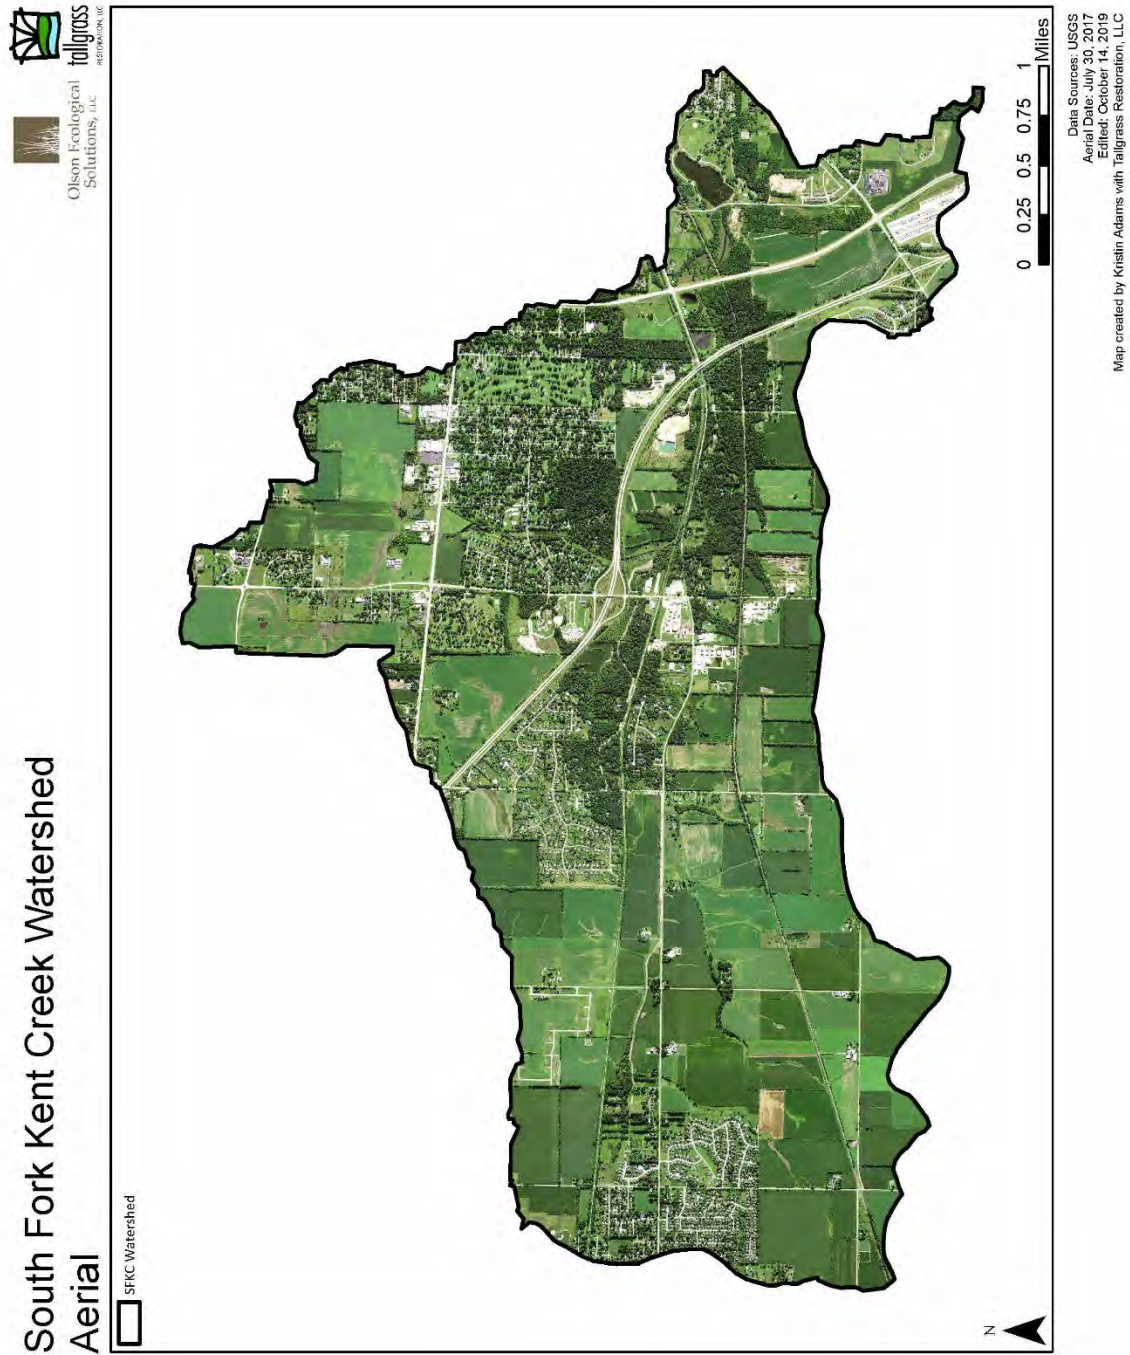 South Fork Kent Creek Watershed
Aerial
Olson Ecological
Solutions, LLC
tallgrass
RESTORATION, LLC
SFKC Watershed
N
0 0.25 0.5 0.75 1
Miles
Data Sources: USGS
Aerial Date: July 30, 2017
Edited: October 14, 2019
Map created by Kristin Adams with Tallgrass Restoration, LLC